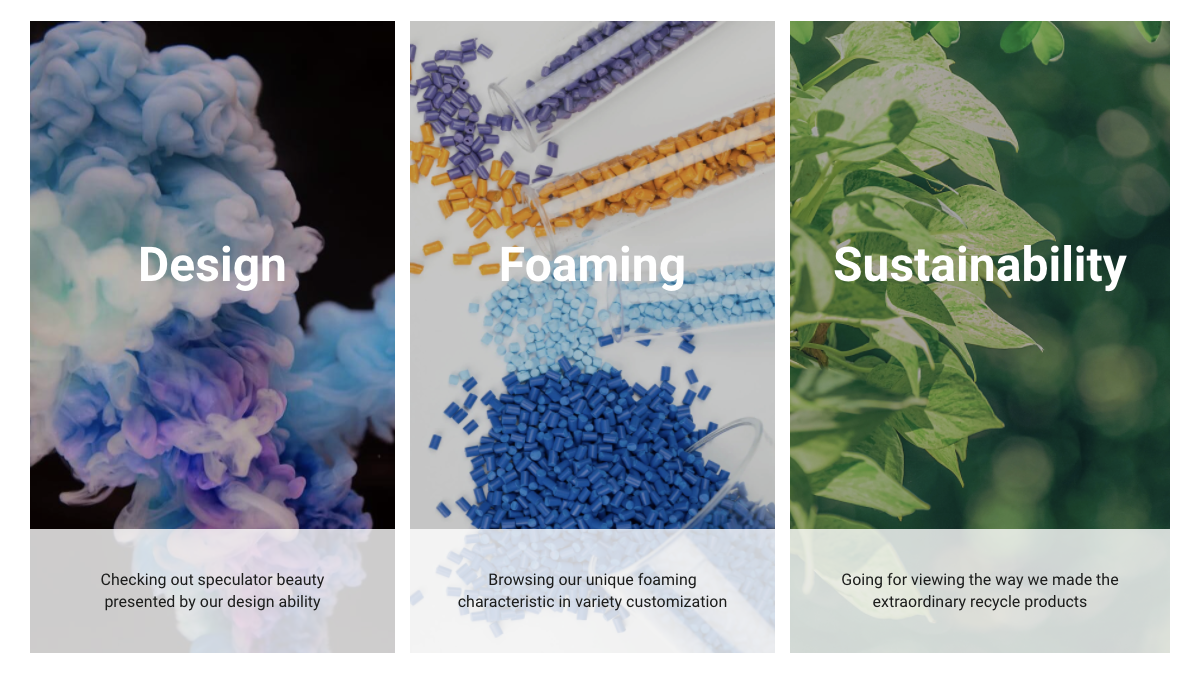 Design
Checking out speculator beauty
presented by our design ability
Foaming
Browsing our unique foaming
characteristic in variety customization
Sustainability
Going for viewing the way we made the
extraordinary recycle products